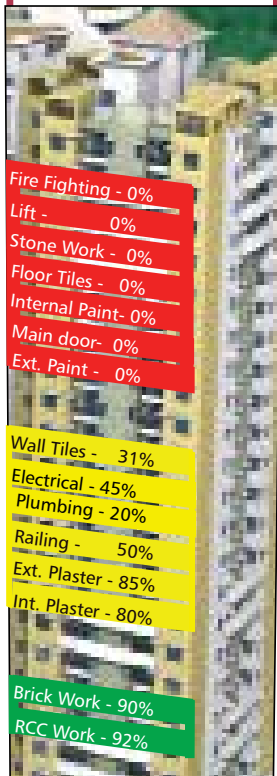 Fire Fighting - 0%
Lift - 0%
Stone Work - 0%
Floor Tiles - 0%
Internal Paint- 0%
Main door- 0%
Ext. Paint - 0%
Wall Tiles - 31%
Electrical - 45%
Plumbing - 20%
Railing - 50%
Ext. Plaster - 85%
Int. Plaster - 80%
Brick Work - 90%
RCC Work - 92%